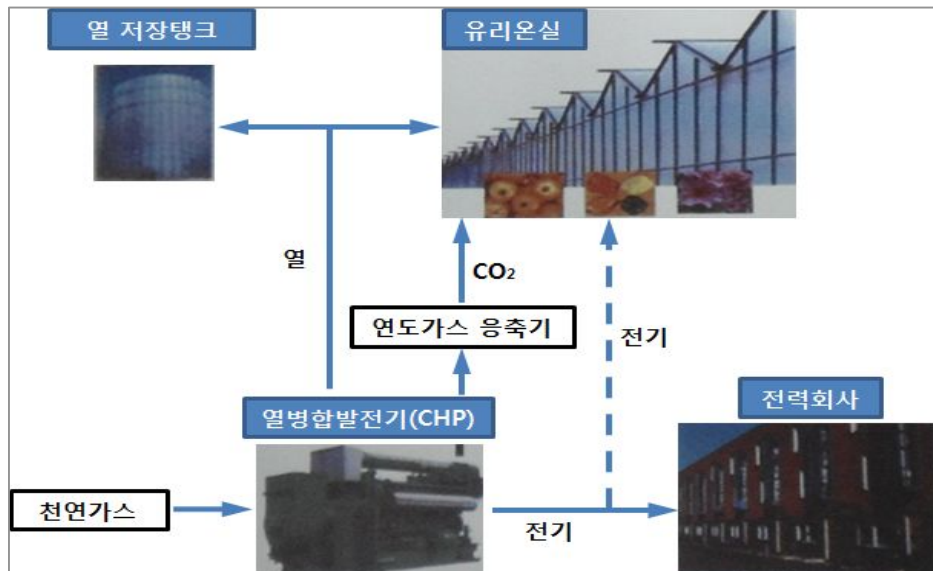 열 저장탱크
유리온실
열
CO₂
연도가스 응축기
전기
열병합발전기(CHP)
전력회사
천연가스
전기